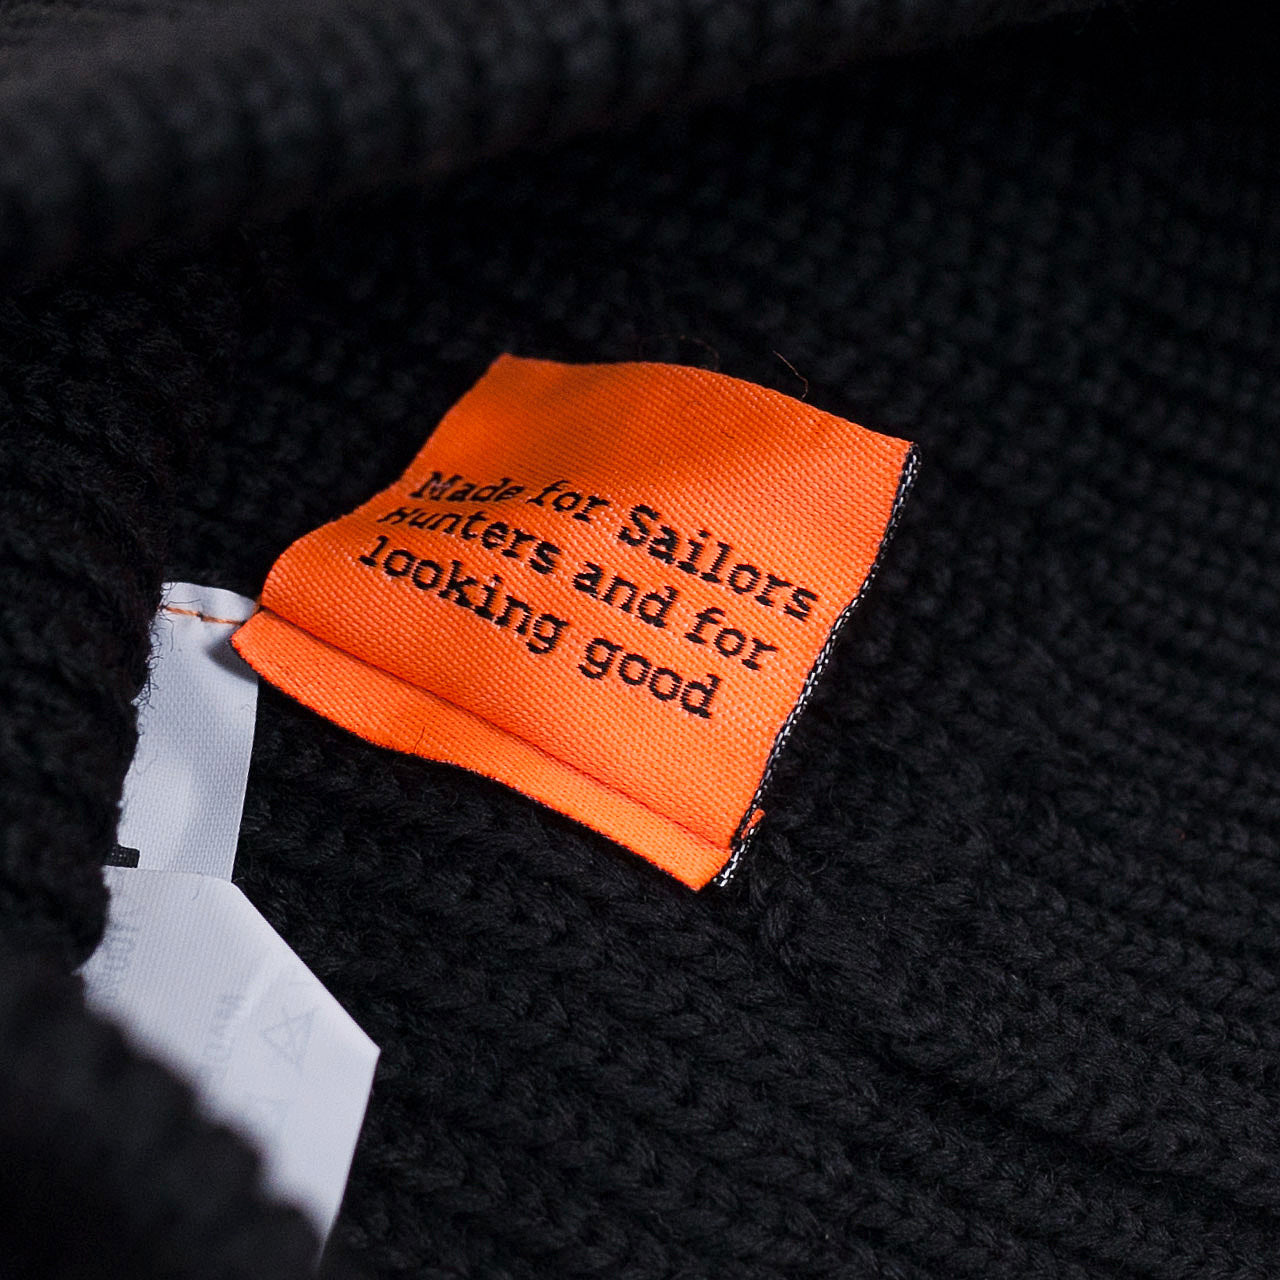 Made for Sailors
Hunters and for
looking good